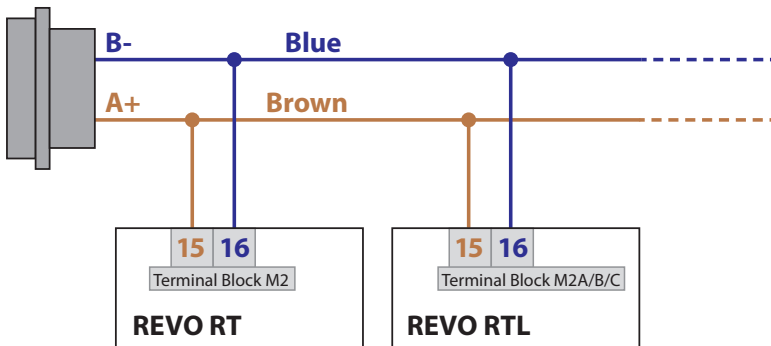 B- Blue
A+ Brown
15 16 15 16
Terminal Block M2 Terminal Block M2A/B/C
REVO RT REVO RTL